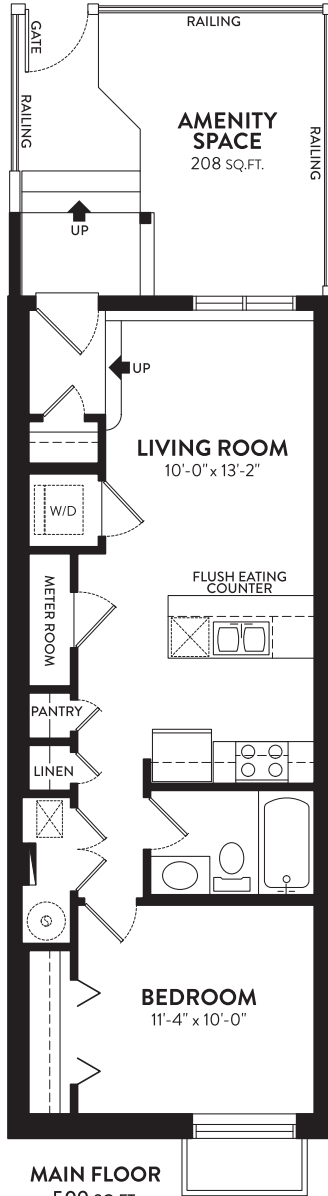 RAILING
GATE
RAILING
AMENITY
SPACE
208 SQ.FT.
RAILING
UP
UP
LIVING ROOM
10'-0" x 13'-2"
W/D
FLUSH EATING
COUNTER
METER ROOM
PANTRY
LINEN
S
BEDROOM
11'-4" x 10'-0"
MAIN FLOOR